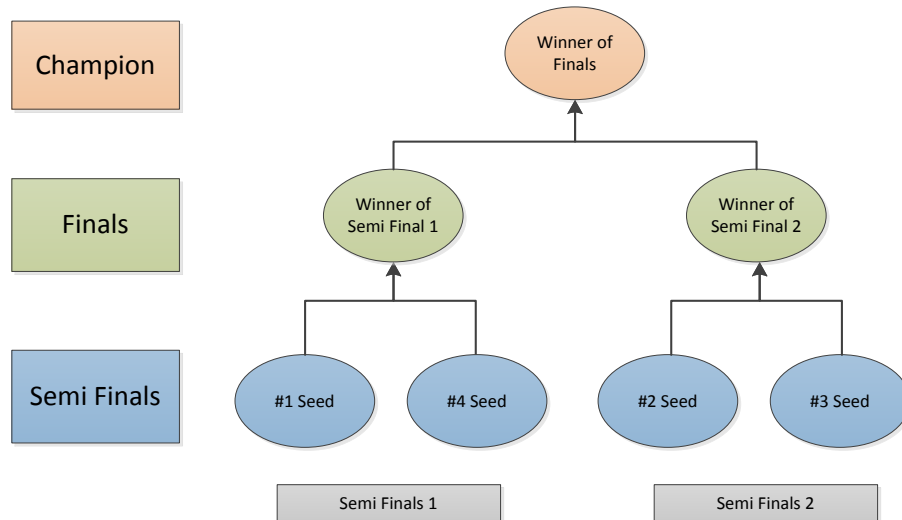 Champion
Winner of
Finals
Finals
Winner of
Semi Final 1
Winner of
Semi Final 2
Semi Finals
#1 Seed
#4 Seed
#2 Seed
#3 Seed
Semi Finals 1
Semi Finals 2